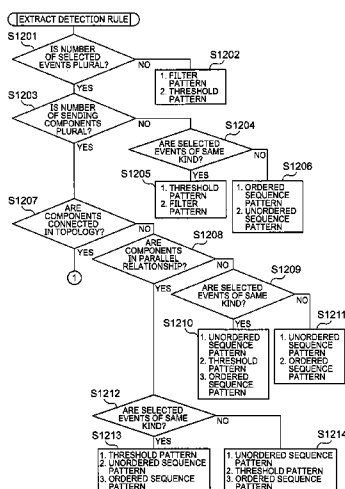 EXTRACT DETECTION RULE
S1201
IS NUMBER
OF SELECTED
EVENTS PLURAL?
NO
YES
S1202
1. FILTER
PATTERN
2. THRESHOLD
PATTERN
S1203
IS NUMBER
OF SENDING
COMPONENTS
PLURAL?
NO
YES
S1204
ARE SELECTED
EVENTS OF SAME
KIND?
NO
YES
S1205
1. THRESHOLD
PATTERN
2. FILTER
PATTERN
S1206
1. ORDERED
SEQUENCE
PATTERN
2. UNORDERED
SEQUENCE
PATTERN
S1207
ARE
COMPONENTS
CONNECTED
IN TOPOLOGY?
NO
YES
1
S1208
ARE
COMPONENTS
IN PARALLEL
RELATIONSHIP?
NO
YES
S1209
ARE SELECTED
EVENTS OF SAME
KIND?
NO
YES
S1210
1. UNORDERED
SEQUENCE
PATTERN
2. THRESHOLD
PATTERN
3. ORDERED
SEQUENCE
PATTERN
S1211
1. UNORDERED
SEQUENCE
PATTERN
2. ORDERED
SEQUENCE
PATTERN
S1212
ARE SELECTED
EVENTS OF SAME
KIND?
NO
YES
S1213
1. THRESHOLD PATTERN
2. UNORDERED SEQUENCE
PATTERN
3. ORDERED SEQUENCE
PATTERN
S1214
1. UNORDERED SEQUENCE
PATTERN
2. THRESHOLD PATTERN
3. ORDERED SEQUENCE
PATTERN